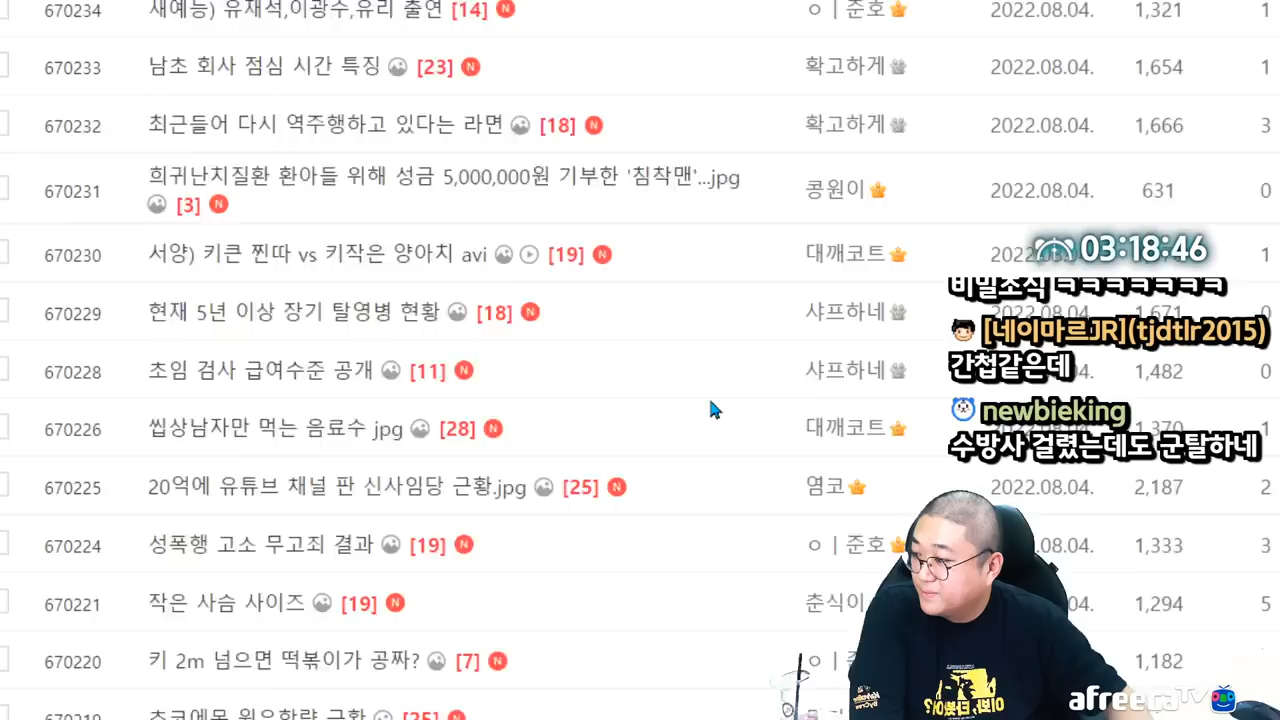 670234 새예능) 유재석,이광수,유리 출연 [14] N ㅇㅣ준호 2022.08.04. 1,321 1
670233 남초 회사 점심 시간 특징 [23] N 확고하게 2022.08.04. 1,654 1
670232 최근들어 다시 역주행하고 있다는 라면 [18] N 확고하게 2022.08.04. 1,666 3
670231 희귀난치질환 환아들 위해 성금 5,000,000원 기부한 '침착맨'...jpg
[3] N 콩원이 2022.08.04. 631 0
670230 서양) 키큰 찐따 vs 키작은 양아치 avi [19] N 대깨코트 2022 1
03:18:46
670229 현재 5년 이상 장기 탈영병 현황 [18] N 샤프하네 1,671 0
670228 초임 검사 급여수준 공개 [11] N 샤프하네 04. 1,482 0
670226 씹상남자만 먹는 음료수 jpg [28] N 대깨코트 1,370 1
670225 20억에 유튜브 채널 판 신사임당 근황.jpg [25] N 염코 2022.08.04. 2,187 2
670224 성폭행 고소 무고죄 결과 [19] N ㅇㅣ준호 .08.04. 1,333 3
670221 작은 사슴 사이즈 [19] N 춘식이 04. 1,294 5
670220 키 2m 넘으면 떡볶이가 공짜? [7] N ㅇㅣ 1,182
비밀조직 ㅋㅋㅋㅋㅋㅋㅋㅋ
[네이마르JR](tjdtlr2015)
간첩같은데
newbieking
수방사 걸렸는데도 군탈하네
afreecaTV